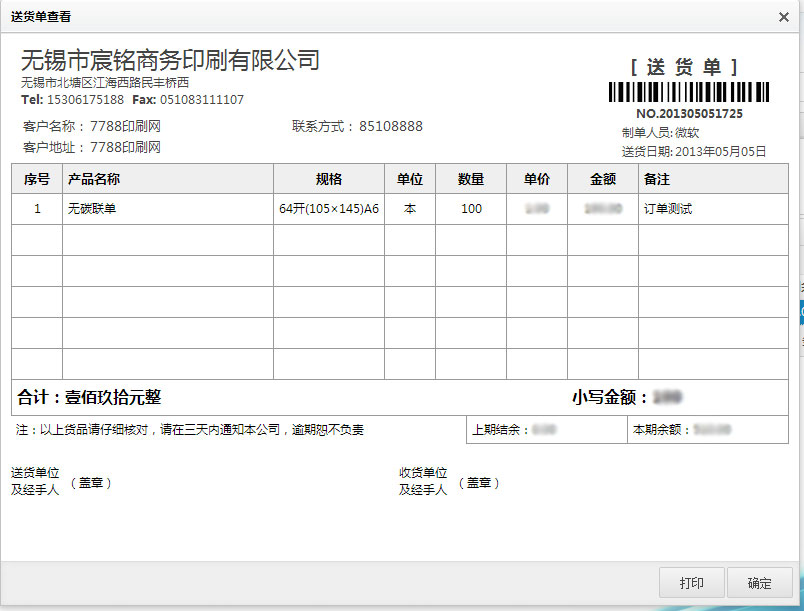 送货单查看
无锡市宸铭商务印刷有限公司
无锡市北塘区江海西路民丰桥西
Tel: 15306175188 Fax: 051083111107
[ 送 货 单 ]
NO.201305051725
客户名称： 7788印刷网 联系方式： 85108888
制单人员: 微软
客户地址： 7788印刷网
送货日期: 2013年05月05日
序号 产品名称 规格 单位 数量 单价 金额 备注
1 无碳联单 64开(105×145)A6 本 100 订单测试
合计：壹佰玖拾元整 小写金额：
注：以上货品请仔细核对，请在三天内通知本公司，逾期恕不负责 上期结余： 本期余额：
送货单位
及经手人 （ 盖章 ）
收货单位
及经手人 （ 盖章 ）
打印 确定